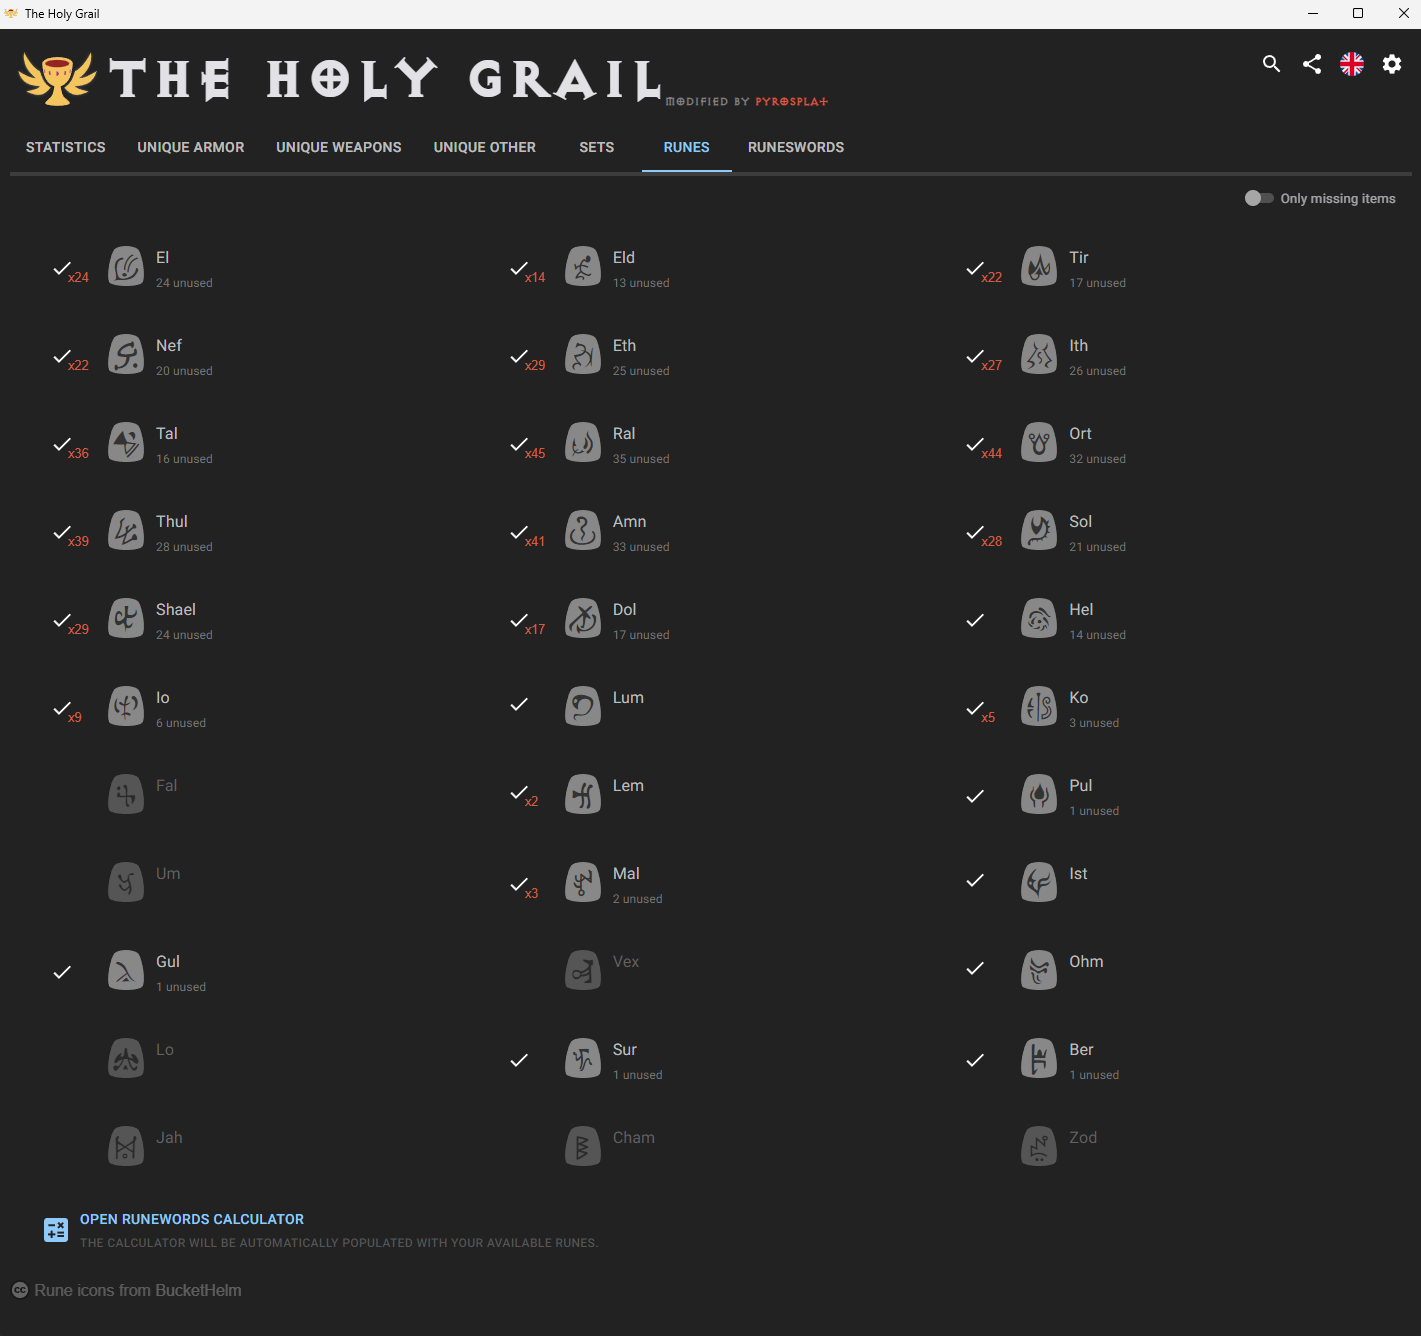 The Holy Grail
THE HOLY GRAIL
MODIFIED BY PYROSPLAT
STATISTICS UNIQUE ARMOR UNIQUE WEAPONS UNIQUE OTHER SETS RUNES RUNESWORDS
Only missing items
x24 El x14 Eld x22 Tir
24 unused 13 unused 17 unused
x22 Nef x29 Eth x27 Ith
20 unused 25 unused 26 unused
x36 Tal x45 Ral x44 Ort
16 unused 35 unused 32 unused
x39 Thul x41 Amn x28 Sol
28 unused 33 unused 21 unused
x29 Shael x17 Dol Hel
24 unused 17 unused 14 unused
x9 Io Lum x5 Ko
6 unused 3 unused
Fal x2 Lem Pul
1 unused
Um x3 Mal Ist
2 unused
Gul Vex Ohm
1 unused
Lo Sur Ber
1 unused 1 unused
Jah Cham Zod
OPEN RUNEWORDS CALCULATOR
THE CALCULATOR WILL BE AUTOMATICALLY POPULATED WITH YOUR AVAILABLE RUNES.
cc Rune icons from BucketHelm